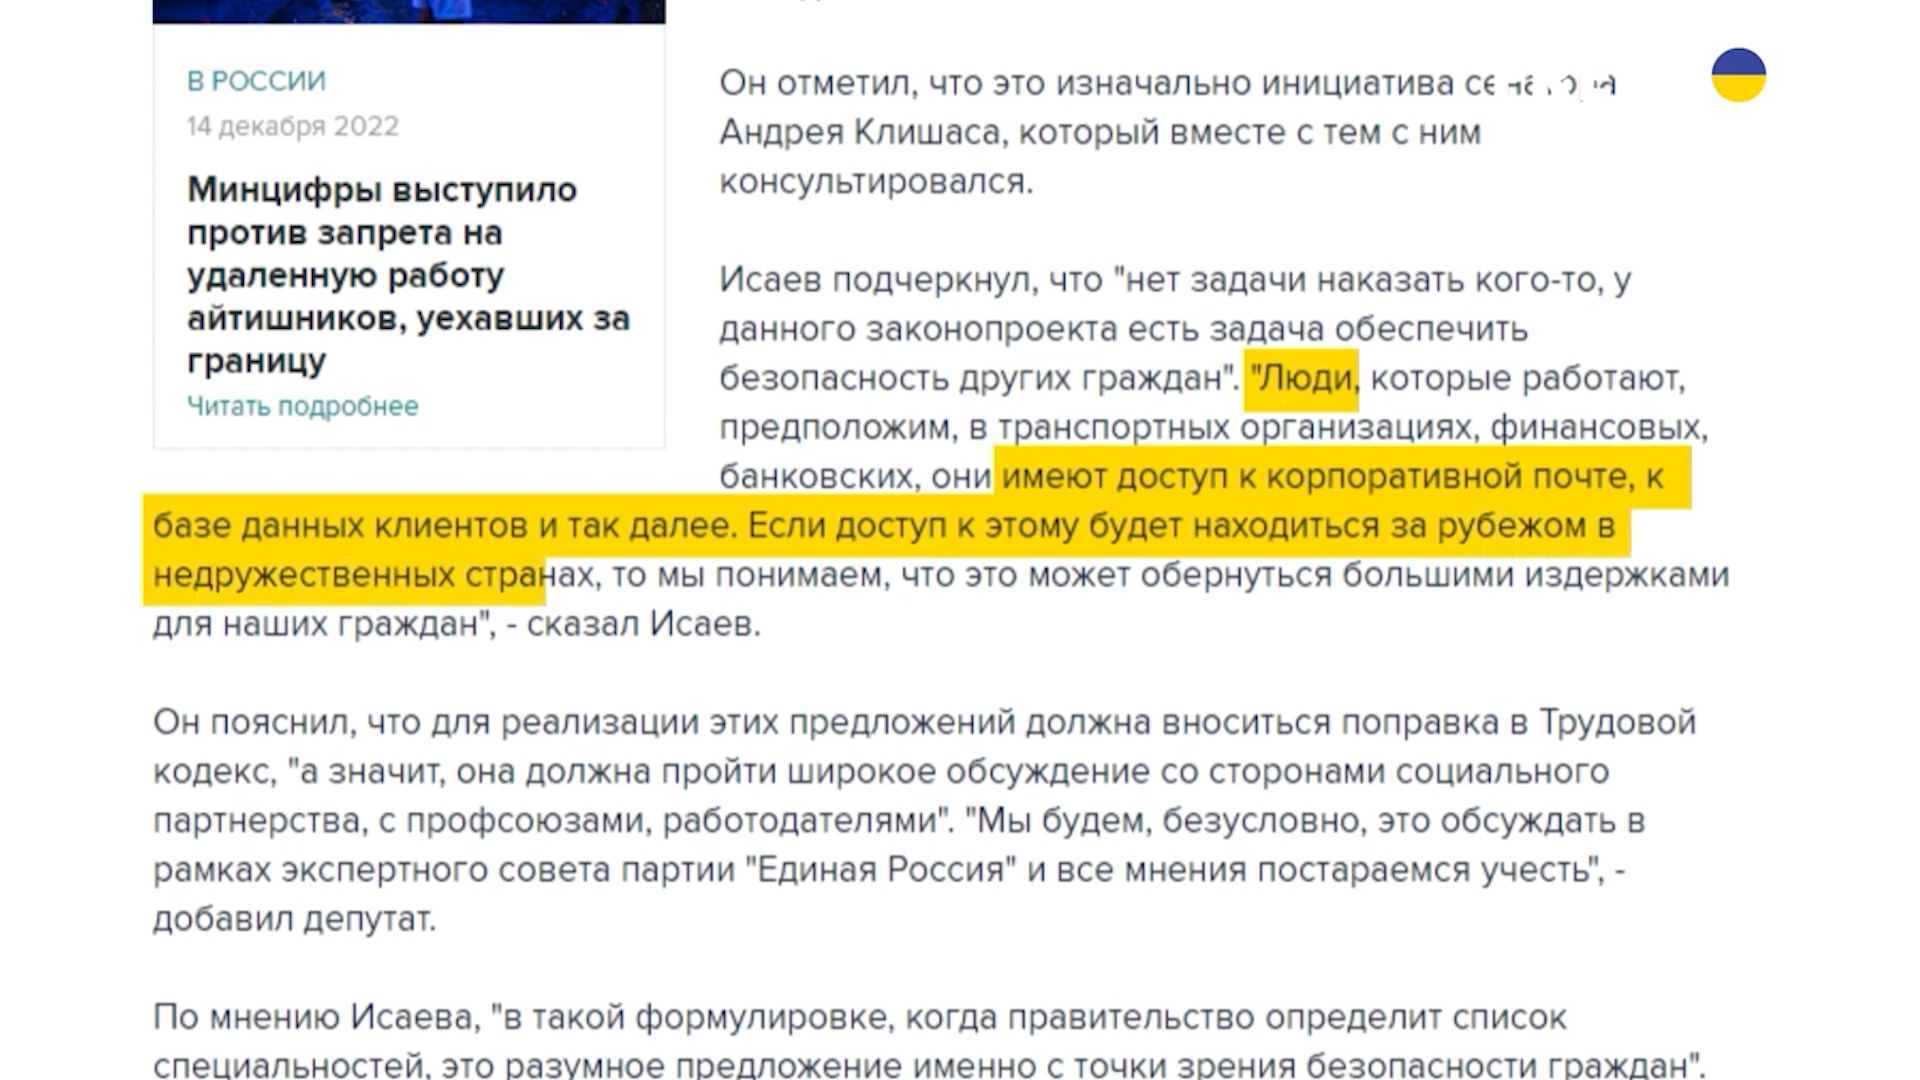 В РОССИИ
14 декабря 2022
Минцифры выступило
против запрета на
удаленную работу
айтишников, уехавших за
границу
Читать подробнее
Он отметил, что это изначально инициатива
Андрея Клишаса, который вместе с тем с ним
консультировался.
Исаев подчеркнул, что "нет задачи наказать кого-то, у
данного законопроекта есть задача обеспечить
безопасность других граждан". "Люди, которые работают,
предположим, в транспортных организациях, финансовых,
банковских, они имеют доступ к корпоративной почте, к
базе данных клиентов и так далее. Если доступ к этому будет находиться за рубежом в
недружественных странах, то мы понимаем, что это может обернуться большими издержками
для наших граждан", - сказал Исаев.
Он пояснил, что для реализации этих предложений должна вноситься поправка в Трудовой
кодекс, "а значит, она должна пройти широкое обсуждение со сторонами социального
партнерства, с профсоюзами, работодателями". "Мы будем, безусловно, это обсуждать в
рамках экспертного совета партии "Единая Россия" и все мнения постараемся учесть", -
добавил депутат.
По мнению Исаева, "в такой формулировке, когда правительство определит список
специальностей, это разумное предложение именно с точки зрения безопасности граждан".